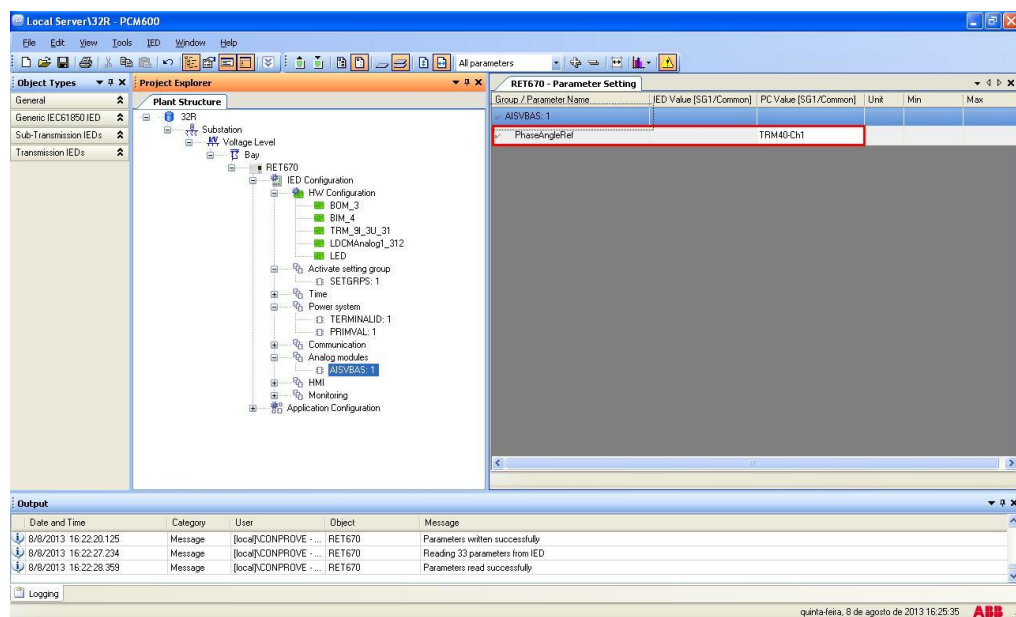 Local Server\32R - PCM600
File Edit View Tools IED Window Help
All parameters
Object Types
General
Generic IEC61850 IED
Sub-Transmission IEDs
Transmission IEDs
Project Explorer
Plant Structure
32R
Substation
Voltage Level
Bay
RET670
IED Configuration
HW Configuration
BOM_3
BIM_4
TRM_9I_3U_31
LDCMAnalog1_312
LED
Activate setting group
SETGRPS: 1
Time
Power system
TERMINALID: 1
PRIMVAL: 1
Communication
Analog modules
AISVBAS: 1
HMI
Monitoring
Application Configuration
RET670 - Parameter Setting
Group / Parameter Name IED Value [SG1/Common] PC Value [SG1/Common] Unit Min Max
AISVBAS: 1
PhaseAngleRef TRM40-Ch1
Output
Date and Time Category User Object Message
8/8/2013 16:22:20.125 Message [local]\CONPROVE - ... RET670 Parameters written successfully
8/8/2013 16:22:27.234 Message [local]\CONPROVE - ... RET670 Reading 33 parameters from IED
8/8/2013 16:22:28.359 Message [local]\CONPROVE - ... RET670 Parameters read successfully
Logging
quinta-feira, 8 de agosto de 2013 16:25:35 ABB